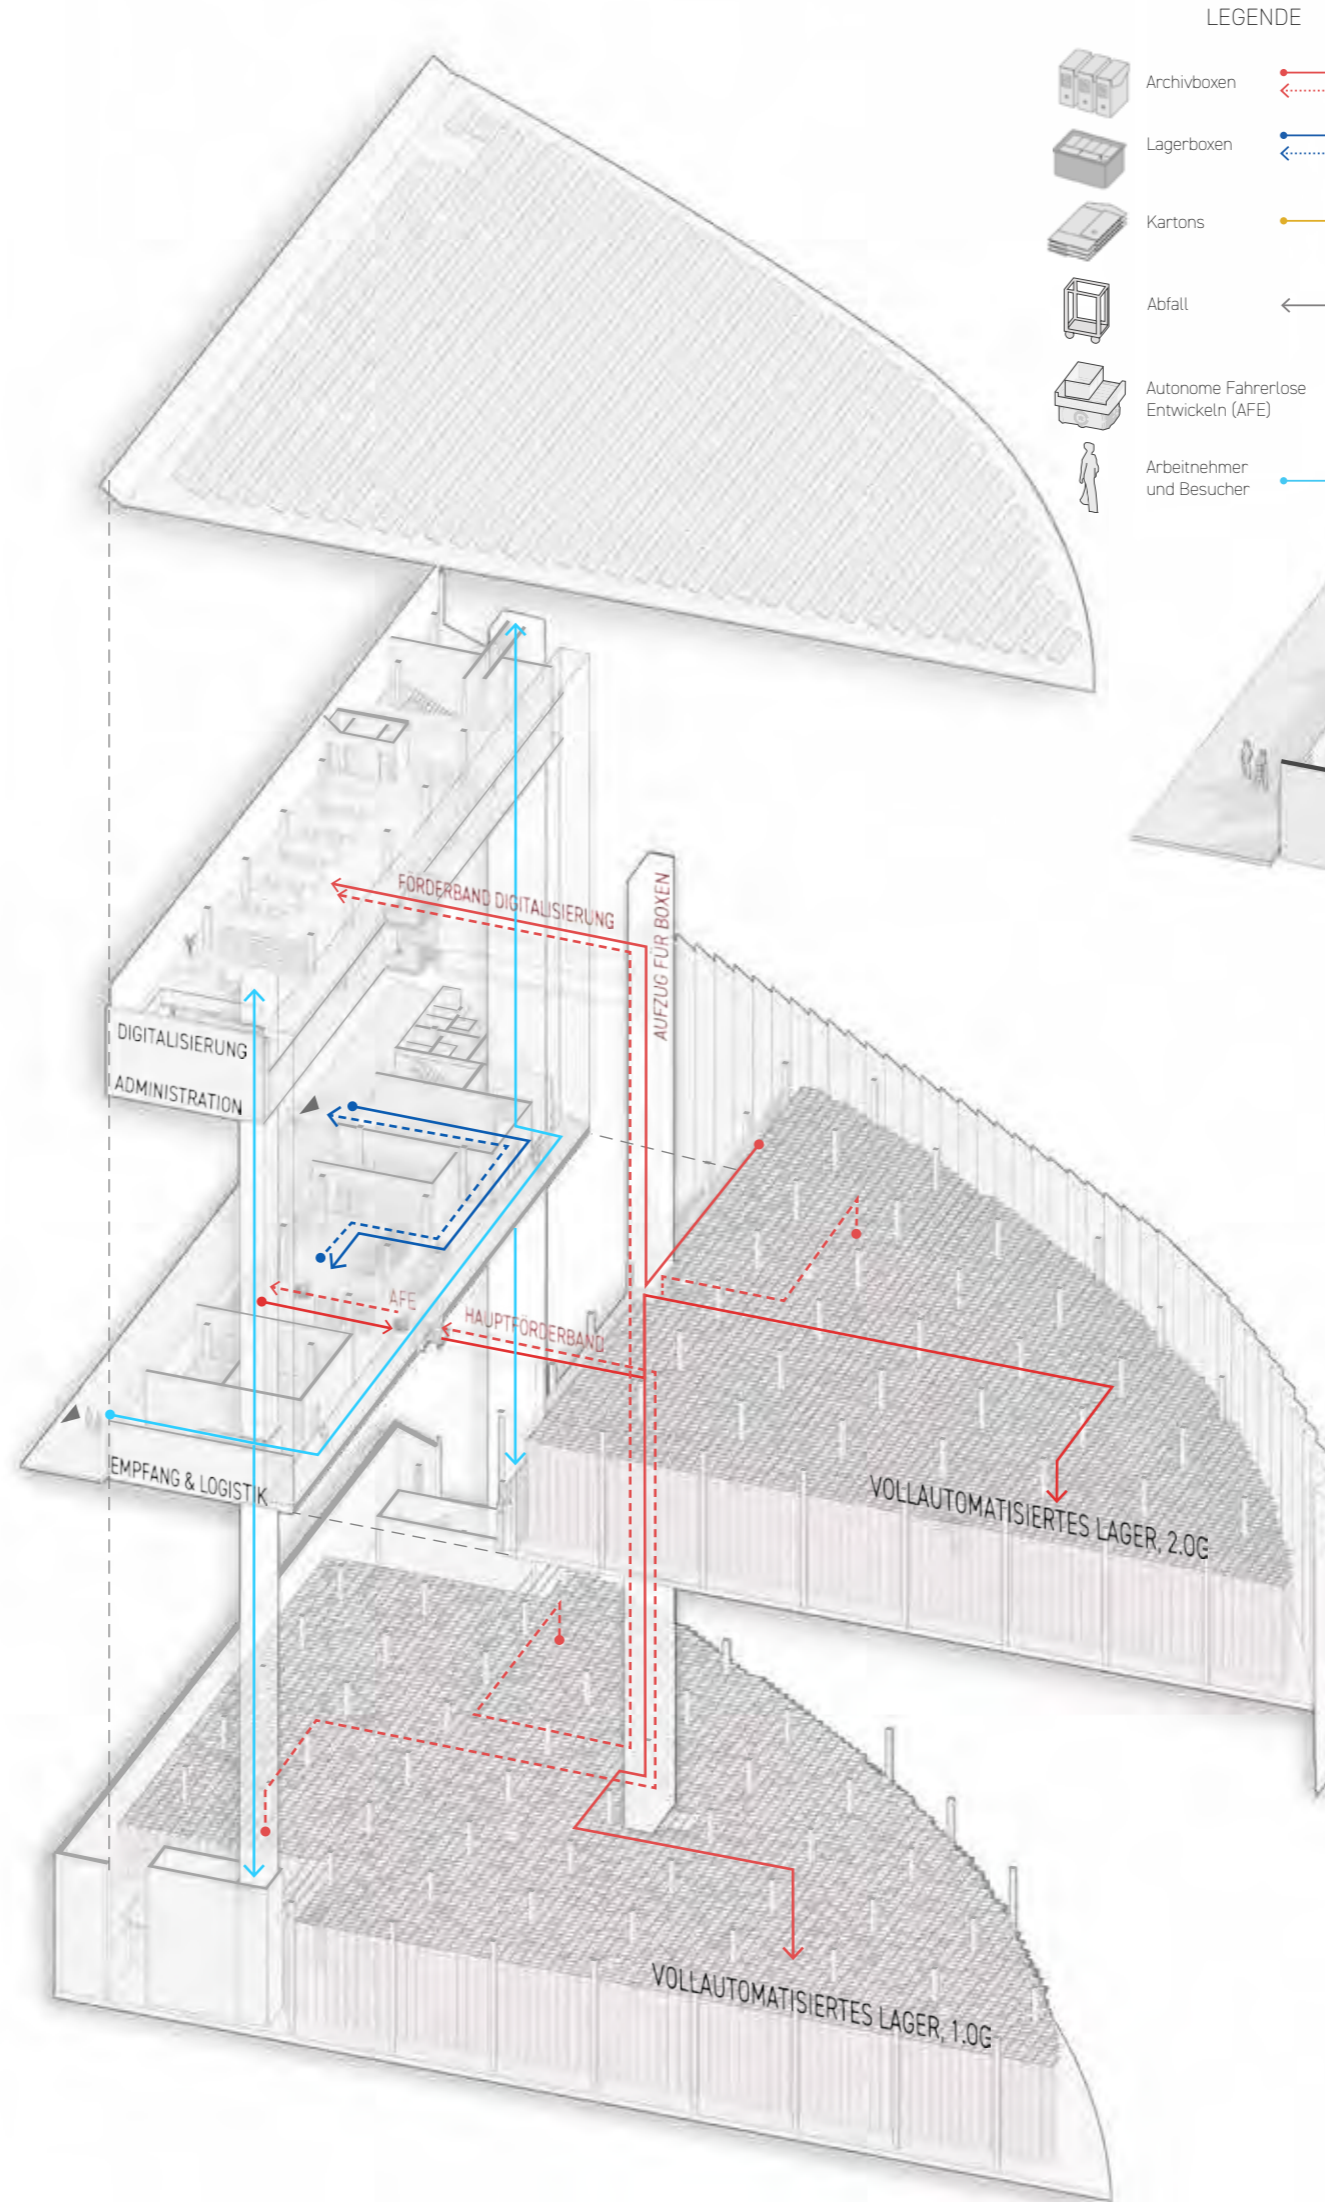 LEGENDE
Archivboxen
Lagerboxen
Kartons
Abfall
Autonome Fahrerlose
Entwickeln (AFE)
Arbeitnehmer
und Besucher
FÖRDERBAND DIGITALISIERUNG
AUFZUG FÜR BOXEN
DIGITALISIERUNG
ADMINISTRATION
AFE
HAUPTFÖRDERBAND
EMPFANG & LOGISTIK
VOLLAUTOMATISIERTES LAGER, 2.OG
VOLLAUTOMATISIERTES LAGER, 1.OG